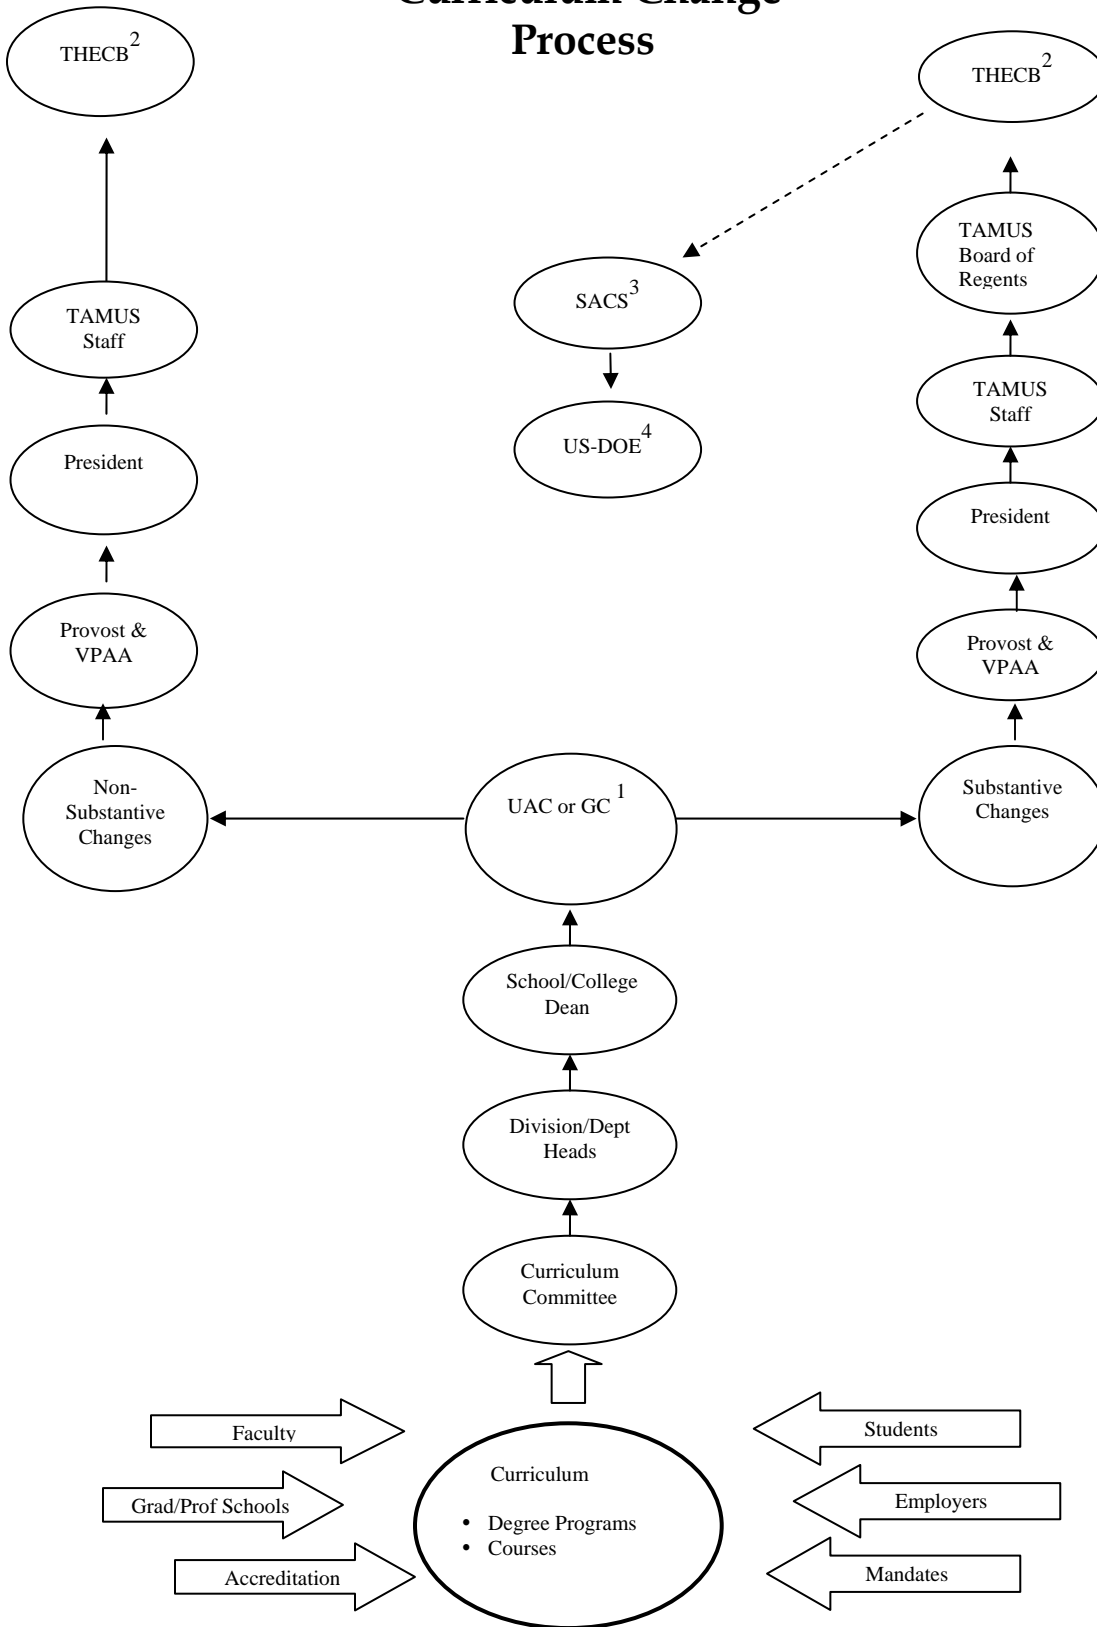 Curriculum Change
Process
THECB2
THECB2
TAMUS
Board of
Regents
SACS3
TAMUS
Staff
TAMUS
Staff
US-DOE4
President
President
Provost &
VPAA
Provost &
VPAA
Non-
Substantive
Changes
UAC or GC 1
Substantive
Changes
School/College
Dean
Division/Dept
Heads
Curriculum
Committee
Faculty
Grad/Prof Schools
Accreditation
Curriculum
• Degree Programs
• Courses
Students
Employers
Mandates